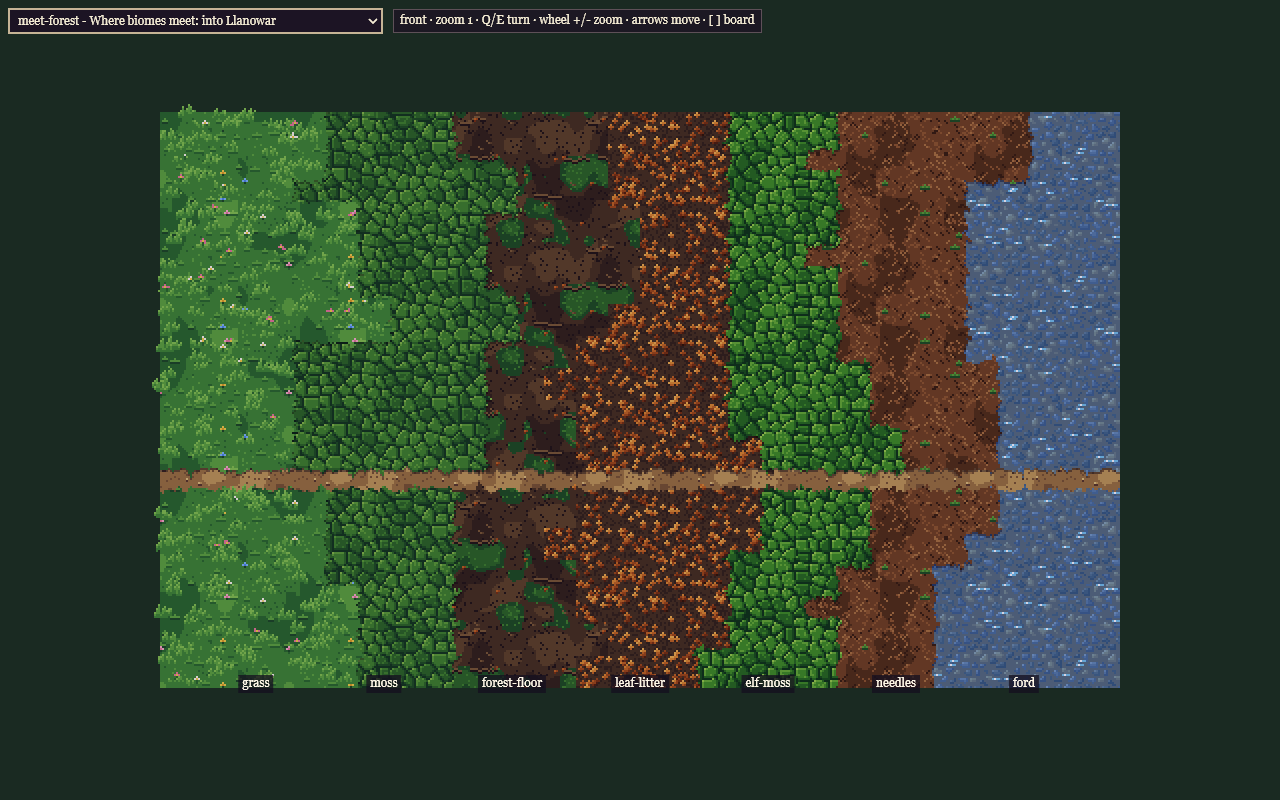 meet-forest - Where biomes meet: into Llanowar
front · zoom 1 · Q/E turn · wheel +/- zoom · arrows move · [ ] board
grass
moss
forest-floor
leaf-litter
elf-moss
needles
ford